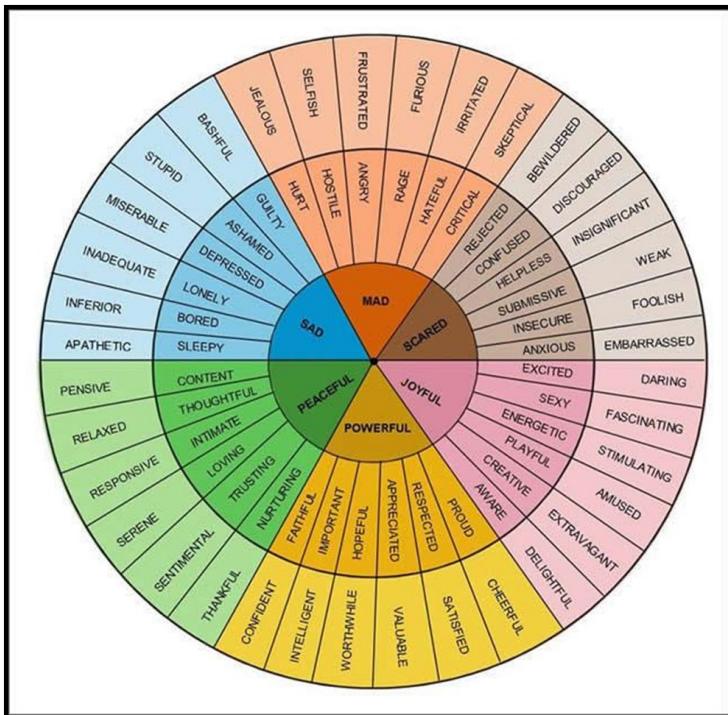 MAD
HURT
HOSTILE
ANGRY
RAGE
HATEFUL
CRITICAL
JEALOUS
SELFISH
FRUSTRATED
FURIOUS
IRRITATED
SKEPTICAL
SCARED
REJECTED
CONFUSED
HELPLESS
SUBMISSIVE
INSECURE
ANXIOUS
BEWILDERED
DISCOURAGED
INSIGNIFICANT
WEAK
FOOLISH
EMBARRASSED
JOYFUL
EXCITED
SEXY
ENERGETIC
PLAYFUL
CREATIVE
AWARE
DARING
FASCINATING
STIMULATING
AMUSED
EXTRAVAGANT
DELIGHTFUL
POWERFUL
PROUD
RESPECTED
APPRECIATED
HOPEFUL
IMPORTANT
FAITHFUL
CHEERFUL
SATISFIED
VALUABLE
WORTHWHILE
INTELLIGENT
CONFIDENT
PEACEFUL
NURTURING
TRUSTING
LOVING
INTIMATE
THOUGHTFUL
CONTENT
THANKFUL
SENTIMENTAL
SERENE
RESPONSIVE
RELAXED
PENSIVE
SAD
SLEEPY
BORED
LONELY
DEPRESSED
ASHAMED
GUILTY
APATHETIC
INFERIOR
INADEQUATE
MISERABLE
STUPID
BASHFUL